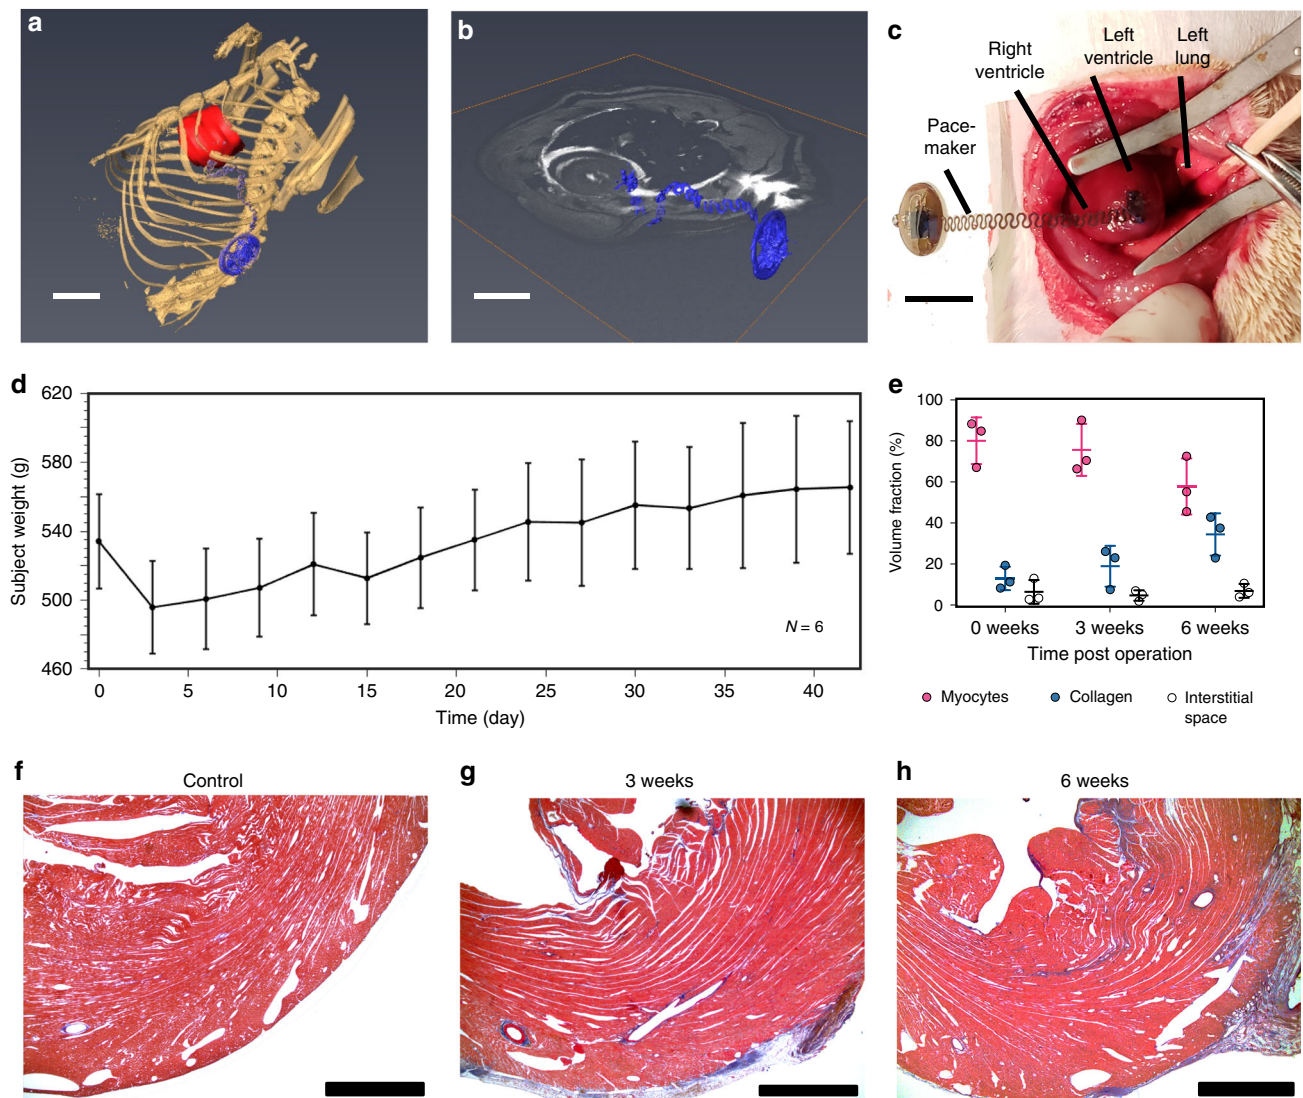 a
b
c
Right
ventricle
Left
ventricle
Left
lung
Pace-
maker
d
620
580
540
500
460
Subject weight (g)
0
5
10
15
20
25
30
35
40
Time (day)
N = 6
e
100
80
60
40
20
0
Volume fraction (%)
0 weeks
3 weeks
6 weeks
Time post operation
Myocytes
Collagen
Interstitial
space
f
Control
g
3 weeks
h
6 weeks